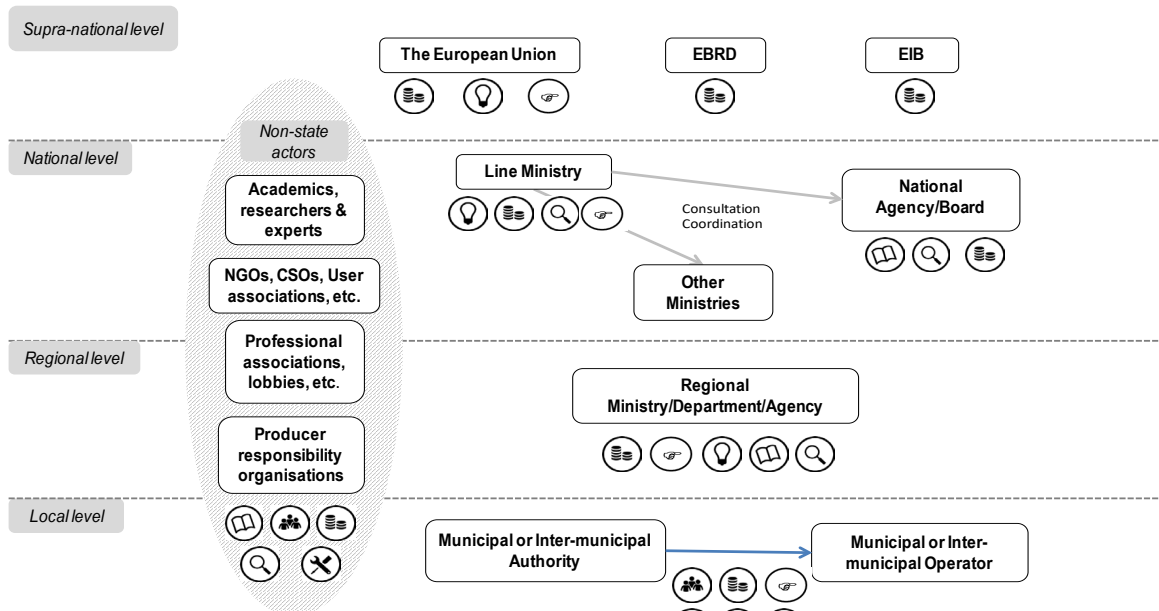 Supra-national level
The European Union
EBRD
EIB
Non-state
actors
National level
Academics,
researchers &
experts
Line Ministry
National
Agency/Board
Consultation
Coordination
NGOs, CSOs, User
associations, etc.
Other
Ministries
Regional level
Professional
associations,
lobbies, etc.
Regional
Ministry/Department/Agency
Producer
responsibility
organisations
Local level
Municipal or Inter-municipal
Authority
Municipal or Inter-
municipal Operator